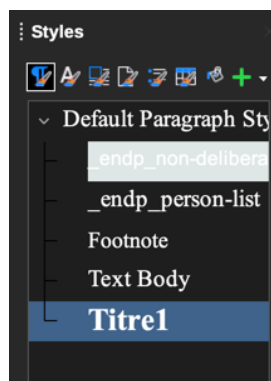 Styles
Default Paragraph Sty
_endp_non-delibera
_endp_person-list
Footnote
Text Body
Titre1